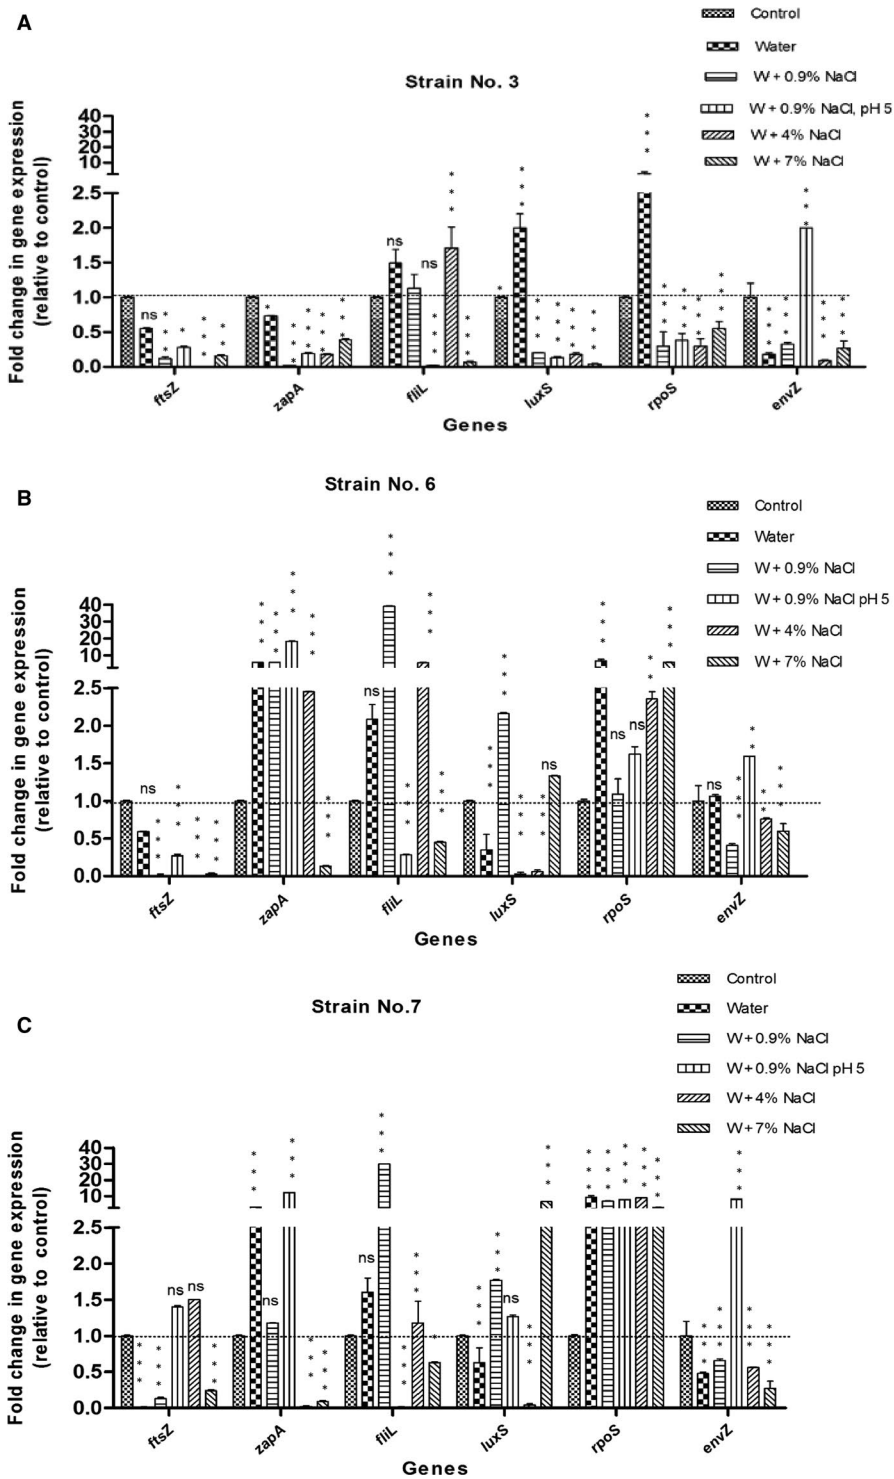 A
Strain No. 3
Control
Water
W + 0.9% NaCl
W + 0.9% NaCl, pH 5
W + 4% NaCl
W + 7% NaCl
Fold change in gene expression
(relative to control)
40
30
20
10
2.5
2.0
1.5
1.0
0.5
0.0
ns
ns
ns
ftsZ
zapA
fliL
luxS
rpoS
envZ
Genes
B
Strain No. 6
Control
Water
W + 0.9% NaCl
W + 0.9% NaCl pH 5
W + 4% NaCl
W + 7% NaCl
Fold change in gene expression
(relative to control)
40
30
20
10
2.5
2.0
1.5
1.0
0.5
0.0
ns
ns
ns
ns
ns
ns
ftsZ
zapA
fliL
luxS
rpoS
envZ
Genes
C
Strain No.7
Control
Water
W + 0.9% NaCl
W + 0.9% NaCl pH 5
W + 4% NaCl
W + 7% NaCl
Fold change in gene expression
(relative to control)
40
30
20
10
2.5
2.0
1.5
1.0
0.5
0.0
ns
ns
ns
ns
ns
ftsZ
zapA
fliL
luxS
rpoS
envZ
Genes